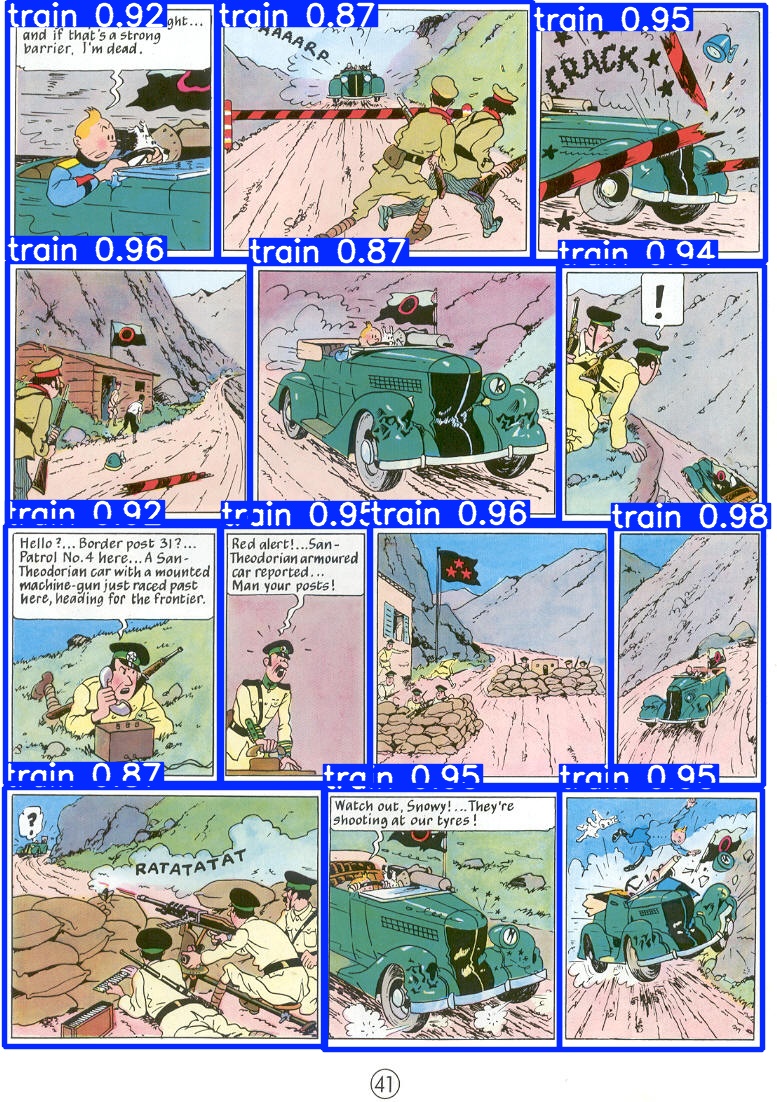 train 0.92
train 0.87
train 0.95
ght...
and if that's a strong
barrier, I'm dead.
AAAARP
CRACK
train 0.96
train 0.87
train 0.94
!
train 0.92
train 0.95
train 0.96
train 0.98
Hello?... Border post 31?...
Patrol No. 4 here... A San-
Theodorian car with a mounted
machine-gun just raced past
here, heading for the frontier.
Red alert!...San-
Theodorian armoured
car reported...
Man your posts!
train 0.87
train 0.95
train 0.95
?
RATATATAT
Watch out, Snowy!...They're
shooting at our tyres!
41